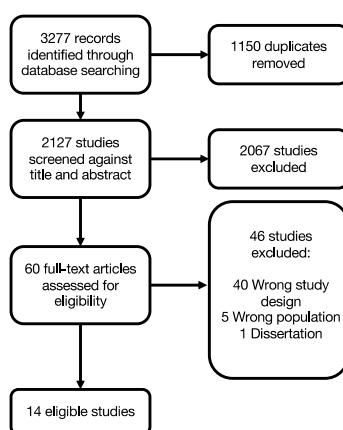 3277 records
identified through
database searching
1150 duplicates
removed
2127 studies
screened against
title and abstract
2067 studies
excluded
60 full-text articles
assessed for
eligibility
46 studies
excluded:
40 Wrong study
design
5 Wrong population
1 Dissertation
14 eligible studies